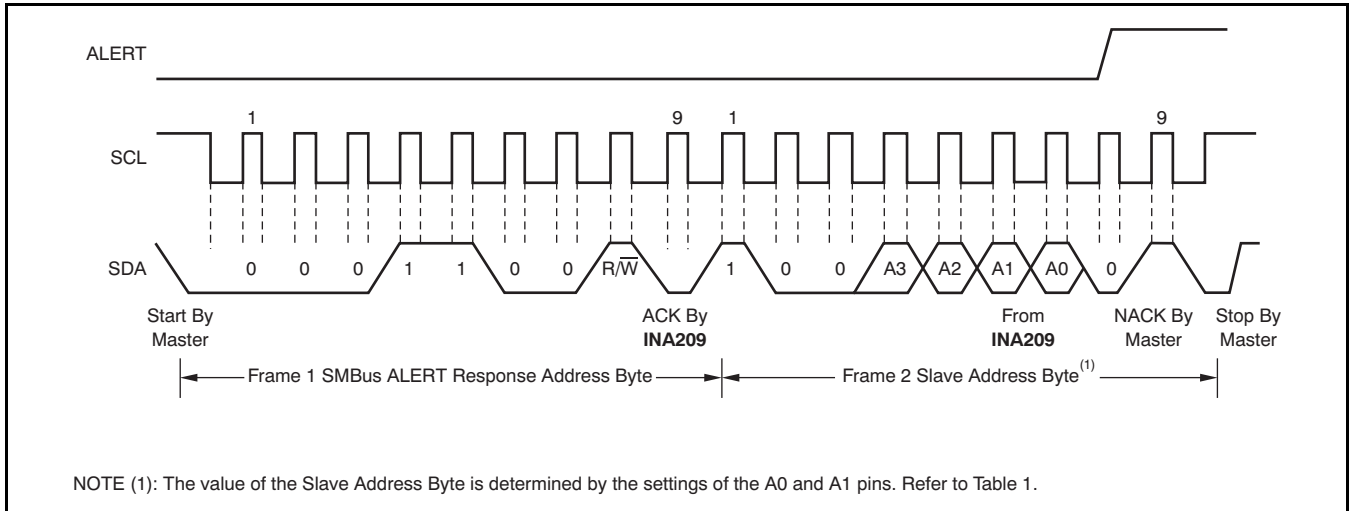 ALERT
1 9 1 9
SCL
SDA 0 0 0 1 1 0 0 R/W̅ 1 0 0 A3 A2 A1 A0 0
Start By Master
ACK By INA209
From INA209
NACK By Master
Stop By Master
Frame 1 SMBus ALERT Response Address Byte
Frame 2 Slave Address Byte(1)
NOTE (1): The value of the Slave Address Byte is determined by the settings of the A0 and A1 pins. Refer to Table 1.